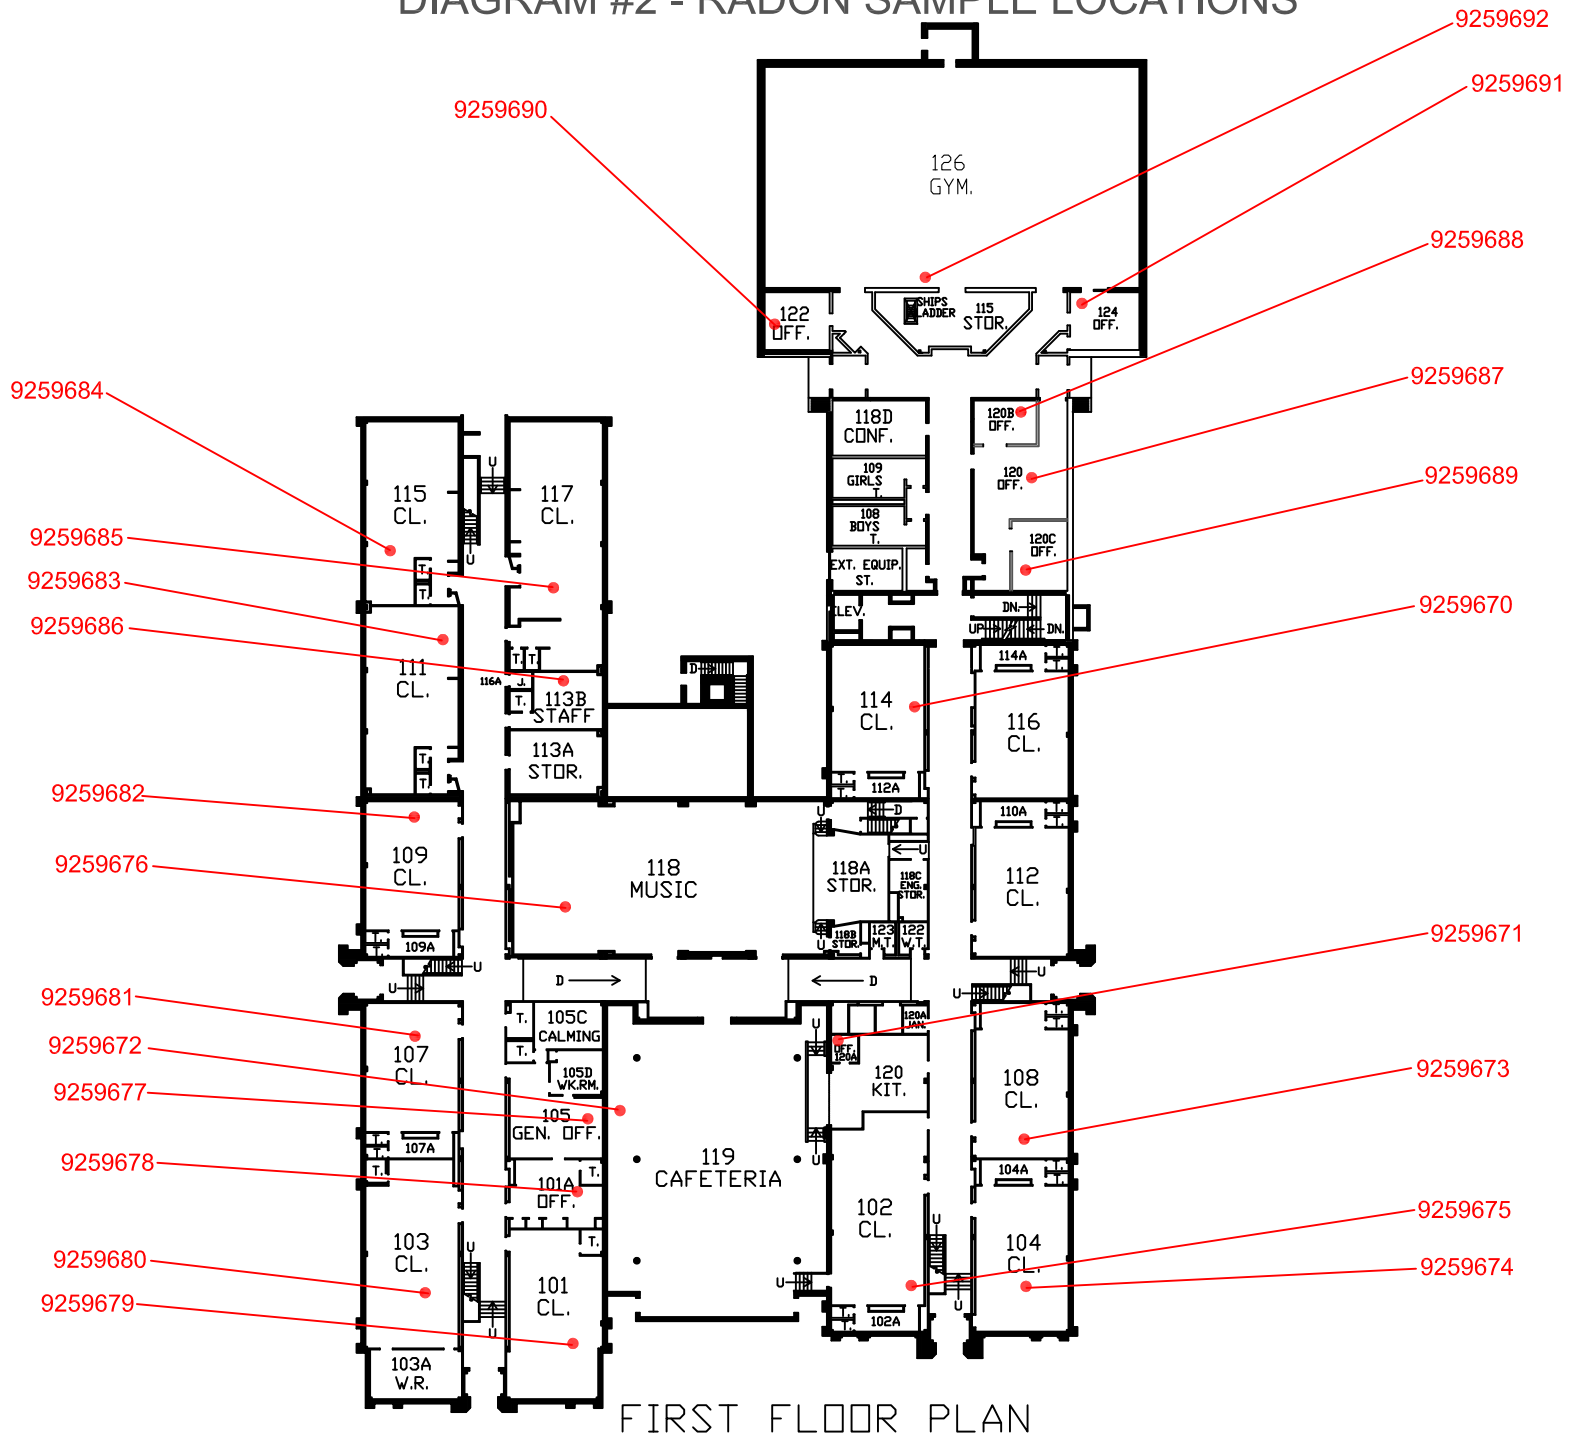 DIAGRAM #2 - RADON SAMPLE LOCATIONS
9259692
9259691
9259690
126
GYM.
9259688
SHIPS
LADDER
115
STOR.
122
OFF.
124
OFF.
9259687
9259684
118D
CONF.
120B
OFF.
U
109
GIRLS
T.
120
OFF.
9259689
115
CL.
117
CL.
108
BOYS
T.
9259685
120C
OFF.
U
T.
T.
EXT. EQUIP.
ST.
9259683
9259670
ELEV.
DN.
9259686
UP
DN.
T.
T.
114A
T.
T.
D
116A
J.
T.
111
CL.
113B
STAFF
114
CL.
116
CL.
113A
STOR.
T.
T.
T.
T.
112A
9259682
U
D
110A
T.
T.
U
109
CL.
9259676
118
MUSIC
118A
STOR.
118C
ENG.
STOR.
112
CL.
T.
T.
109A
U
118B
STOR.
123
M.T.
122
W.T.
9259671
U
D
D
U
U
9259681
T.
105C
CALMING
120A
JAN.
T.
T.
U
9259672
107
CL.
T.
OFF.
120A
105D
WK.RM.
120
KIT.
108
CL.
9259673
9259677
105
GEN. OFF.
T.
T.
107A
U
119
CAFETERIA
9259678
T.
T.
104A
T.
T.
101A
OFF.
102
CL.
9259675
103
CL.
T.
U
104
CL.
9259680
U
U
U
9259674
101
CL.
9259679
U
T.
T.
102A
103A
W.R.
FIRST FLOOR PLAN